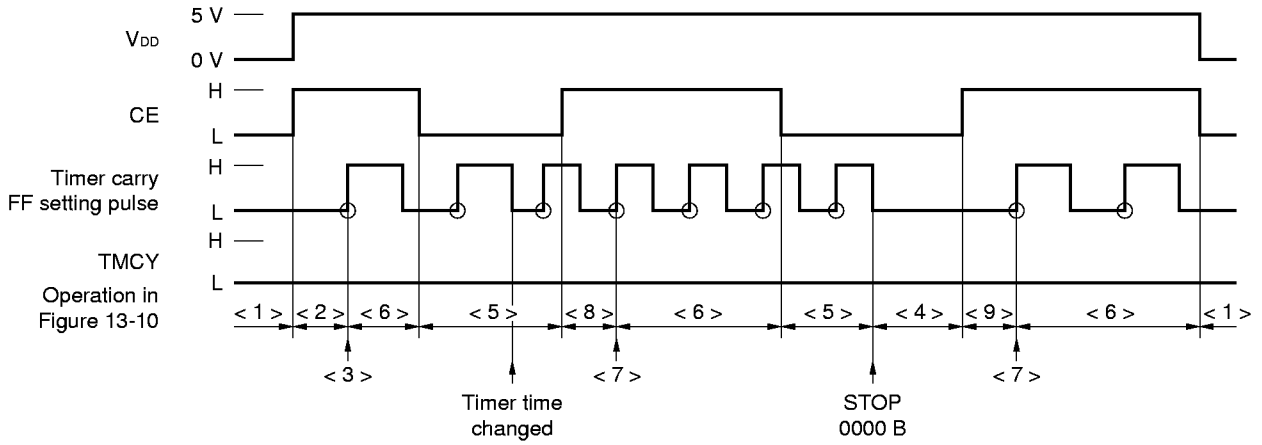 5 V
VDD
0 V
H
CE
L
H
Timer carry
FF setting pulse
L
H
TMCY
L
Operation in
Figure 13-10
< 1 > < 2 > < 6 > < 5 > < 8 > < 6 > < 5 > < 4 > < 9 > < 6 > < 1 >
< 3 > < 7 > < 7 >
Timer time
changed
STOP
0000 B